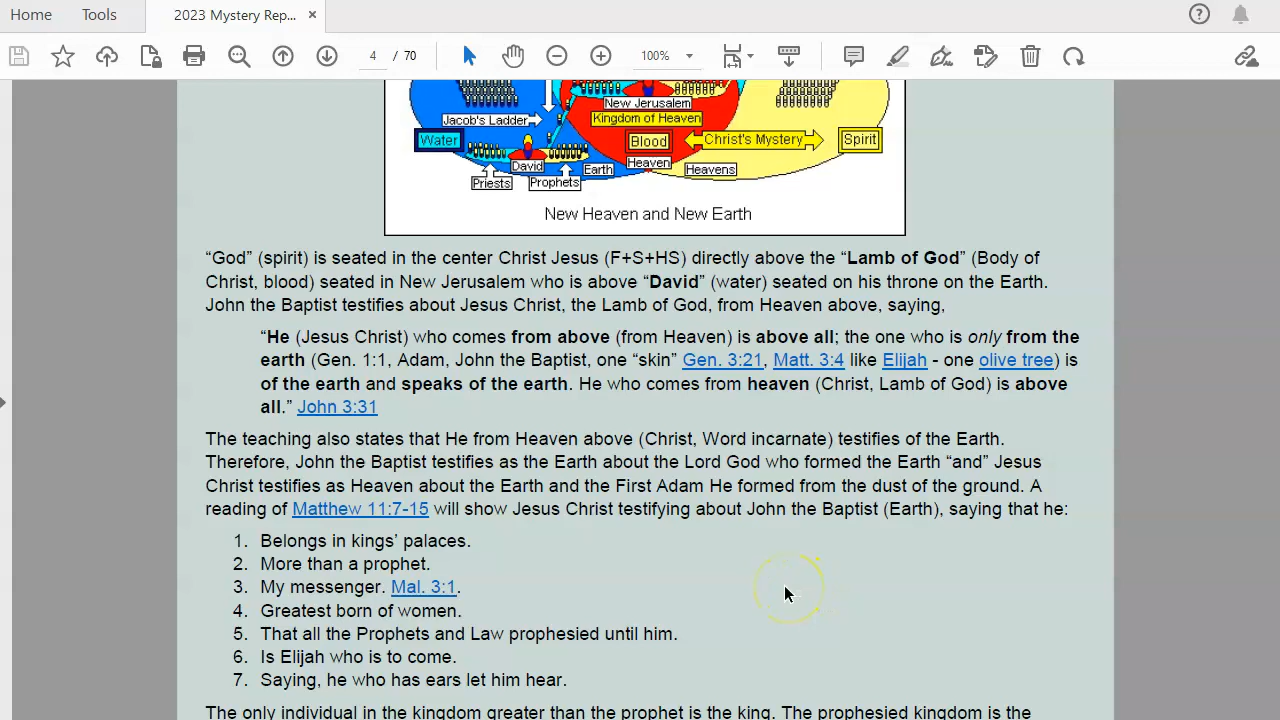 Home
Tools
2023 Mystery Rep... ×
4 / 70
100%
New Jerusalem
Jacob's Ladder
Kingdom of Heaven
Water
Blood
Christ's Mystery
Spirit
David
Earth
Heaven
Heavens
Priests
Prophets
New Heaven and New Earth
“God” (spirit) is seated in the center Christ Jesus (F+S+HS) directly above the “Lamb of God” (Body of
Christ, blood) seated in New Jerusalem who is above “David” (water) seated on his throne on the Earth.
John the Baptist testifies about Jesus Christ, the Lamb of God, from Heaven above, saying,
“He (Jesus Christ) who comes from above (from Heaven) is above all; the one who is only from the
earth (Gen. 1:1, Adam, John the Baptist, one “skin” Gen. 3:21, Matt. 3:4 like Elijah - one olive tree) is
of the earth and speaks of the earth. He who comes from heaven (Christ, Lamb of God) is above
all.” John 3:31
The teaching also states that He from Heaven above (Christ, Word incarnate) testifies of the Earth.
Therefore, John the Baptist testifies as the Earth about the Lord God who formed the Earth “and” Jesus
Christ testifies as Heaven about the Earth and the First Adam He formed from the dust of the ground. A
reading of Matthew 11:7-15 will show Jesus Christ testifying about John the Baptist (Earth), saying that he:
1. Belongs in kings’ palaces.
2. More than a prophet.
3. My messenger. Mal. 3:1.
4. Greatest born of women.
5. That all the Prophets and Law prophesied until him.
6. Is Elijah who is to come.
7. Saying, he who has ears let him hear.
The only individual in the kingdom greater than the prophet is the king. The prophesied kingdom is the